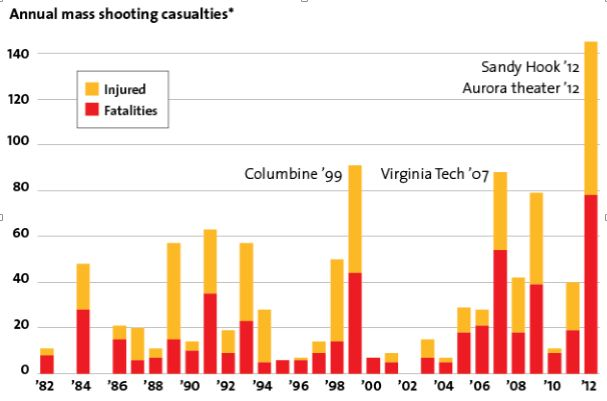 Annual mass shooting casualties*
140
120
100
80
60
40
20
0
Injured
Fatalities
Sandy Hook ’12
Aurora theater ’12
Columbine ’99
Virginia Tech ’07
’82 ’84 ’86 ’88 ’90 ’92 ’94 ’96 ’98 ’00 ’02 ’04 ’06 ’08 ’10 ’12